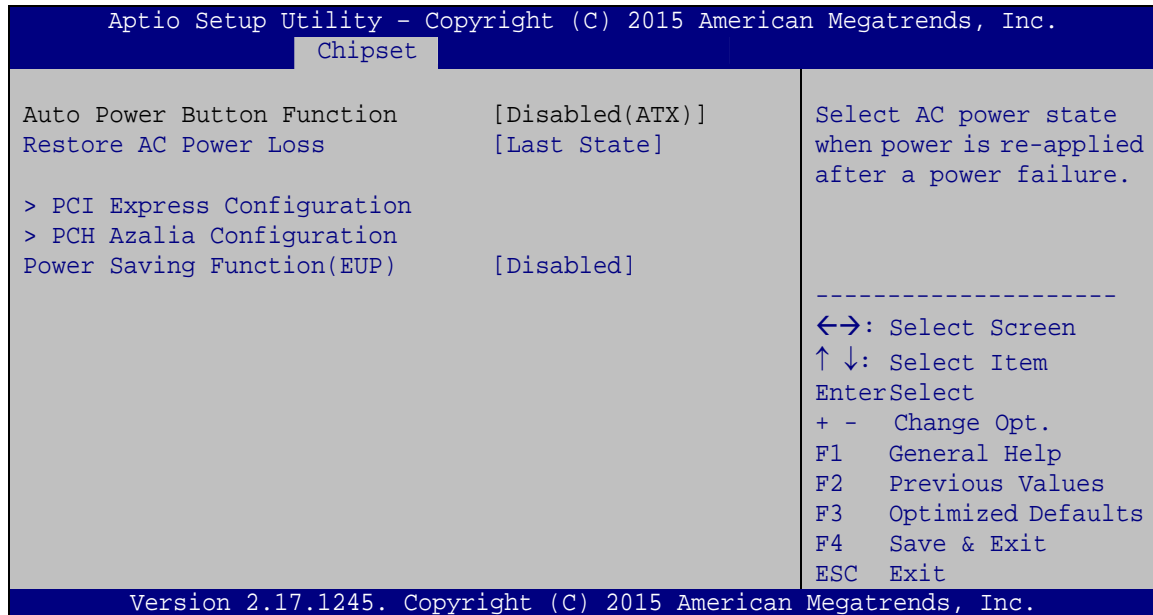 Aptio Setup Utility – Copyright (C) 2015 American Megatrends, Inc.
Chipset
Auto Power Button Function [Disabled(ATX)]
Restore AC Power Loss [Last State]
> PCI Express Configuration
> PCH Azalia Configuration
Power Saving Function(EUP) [Disabled]
Select AC power state
when power is re-applied
after a power failure.
---------------------
←→: Select Screen
↑ ↓: Select Item
EnterSelect
+ - Change Opt.
F1 General Help
F2 Previous Values
F3 Optimized Defaults
F4 Save & Exit
ESC Exit
Version 2.17.1245. Copyright (C) 2015 American Megatrends, Inc.